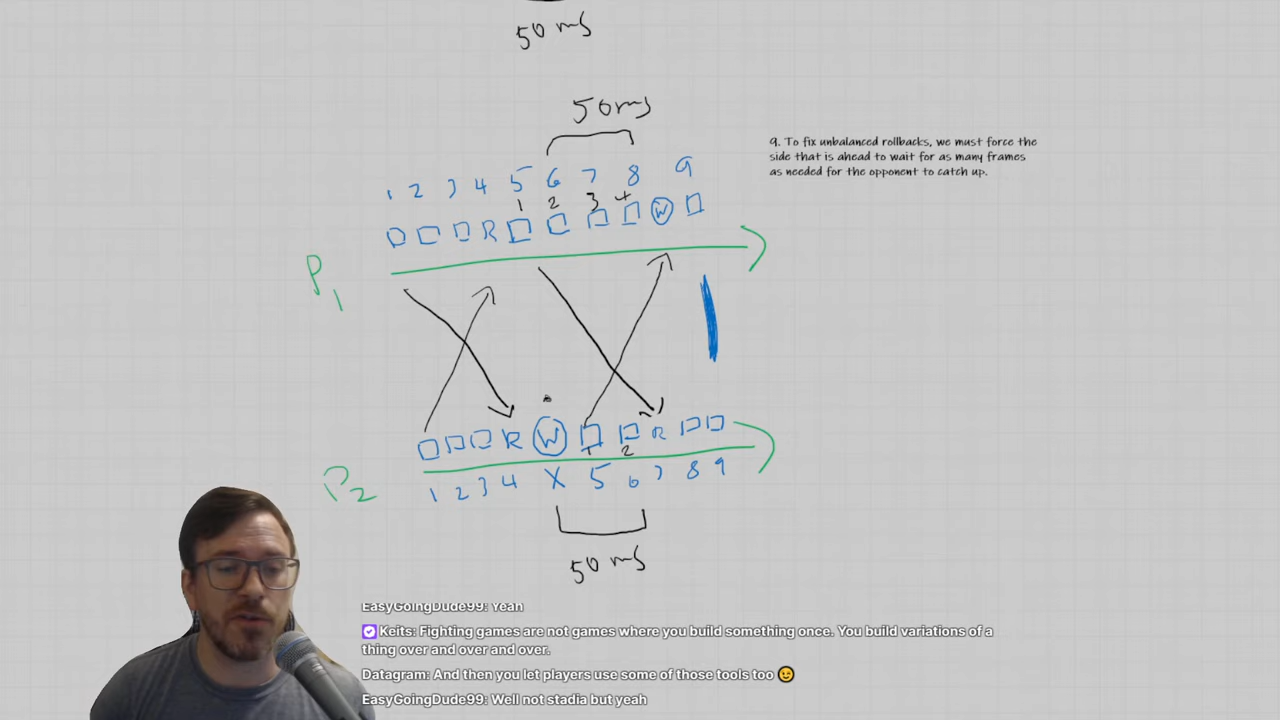 50 ms
50ms
9. To fix unbalanced rollbacks, we must force the
side that is ahead to wait for as many frames
as needed for the opponent to catch up.
1 2 3 4 5 6 7 8 9
1 2 3 4
R W
P1
R W R
1 2
P2
1 2 3 4 X 5 6 7 8 9
50 ms
EasyGoingDude99: Yeah
Keits: Fighting games are not games where you build something once. You build variations of a
thing over and over and over.
Datagram: And then you let players use some of those tools too
EasyGoingDude99: Well not stadia but yeah